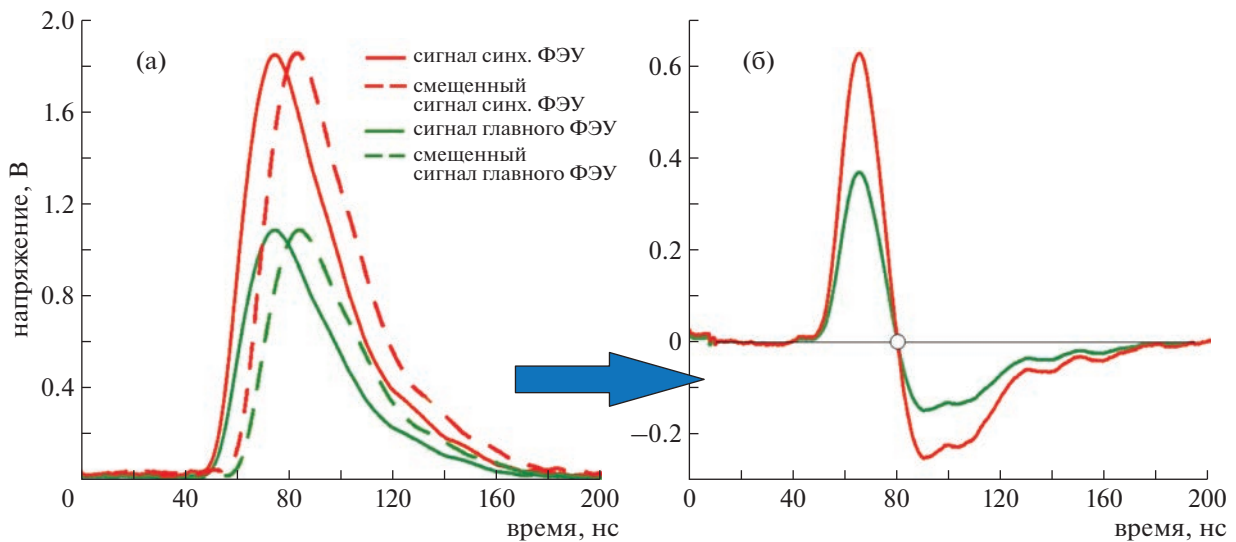 2.0
1.6
1.2
0.8
0.4
0
40
80
120
160
200
напряжение, В
время, нс
(а)
сигнал синх. ФЭУ
смещенный
сигнал синх. ФЭУ
сигнал главного ФЭУ
смещенный
сигнал главного ФЭУ
(б)
0.6
0.4
0.2
0
−0.2
0
40
80
120
160
200
время, нс